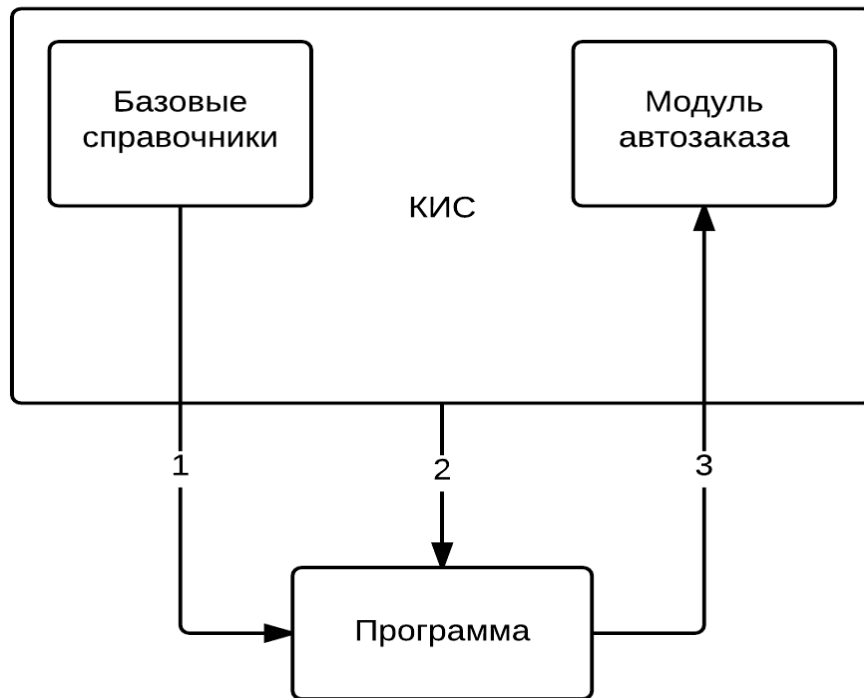 Базовые
справочники
Модуль
автозаказа
КИС
1
2
3
Программа